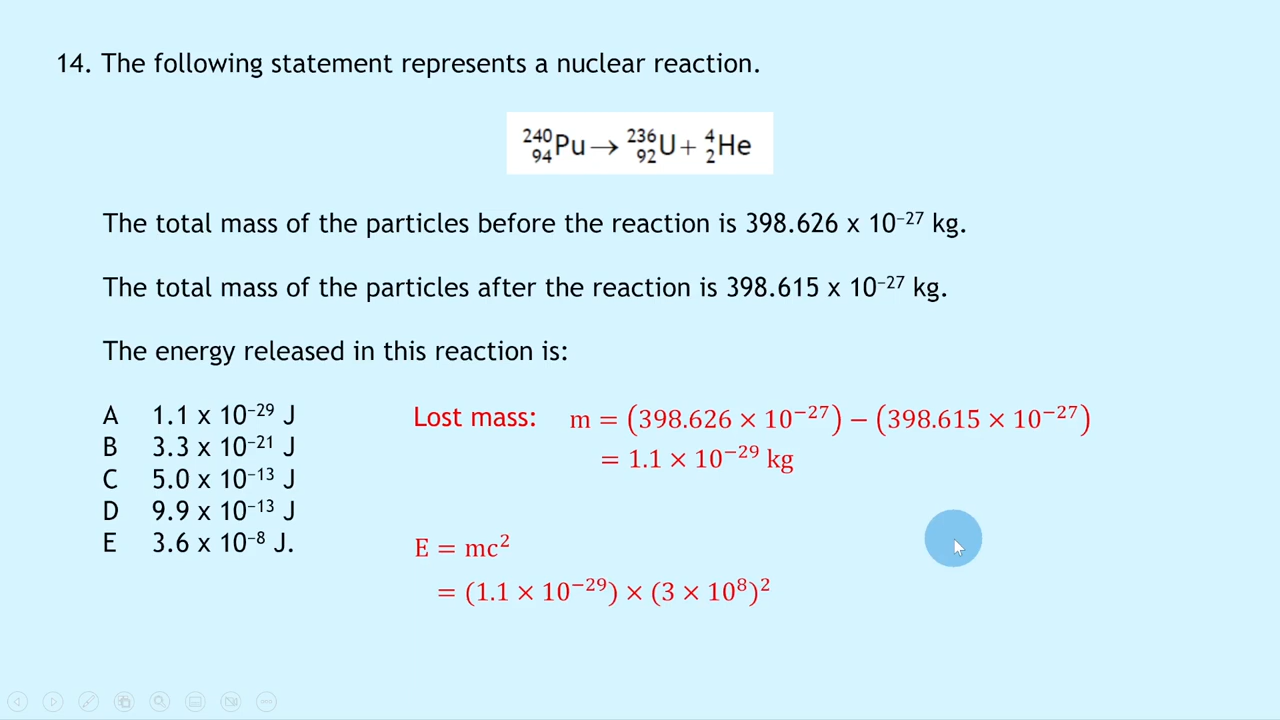 14. The following statement represents a nuclear reaction.
²⁴⁰₉₄Pu → ²³⁶₉₂U + ⁴₂He
The total mass of the particles before the reaction is 398.626 x 10⁻²⁷ kg.
The total mass of the particles after the reaction is 398.615 x 10⁻²⁷ kg.
The energy released in this reaction is:
A 1.1 x 10⁻²⁹ J
B 3.3 x 10⁻²¹ J
C 5.0 x 10⁻¹³ J
D 9.9 x 10⁻¹³ J
E 3.6 x 10⁻⁸ J.
Lost mass: m = (398.626 × 10⁻²⁷) − (398.615 × 10⁻²⁷)
= 1.1 × 10⁻²⁹ kg
E = mc²
= (1.1 × 10⁻²⁹) × (3 × 10⁸)²